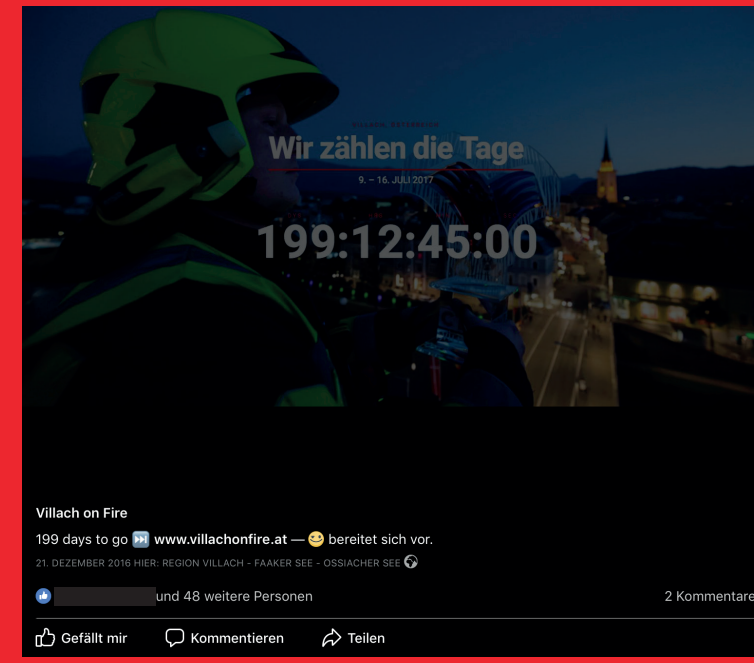 VILLACH, KÄRNTEN
Wir zählen die Tage
9. – 16. JULI 2017
199:12:45:00
Villach on Fire
199 days to go ⏭ www.villachonfire.at — 😃 bereitet sich vor.
21. DEZEMBER 2016 HIER: REGION VILLACH - FAAKER SEE - OSSIACHER SEE
und 48 weitere Personen
2 Kommentare
Gefällt mir
Kommentieren
Teilen